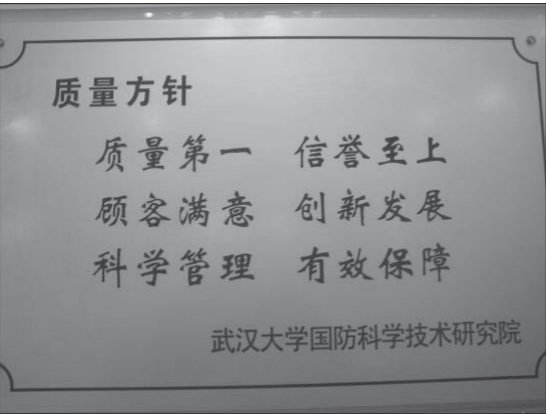 质量方针
质量第一 信誉至上
顾客满意 创新发展
科学管理 有效保障
武汉大学国防科学技术研究院